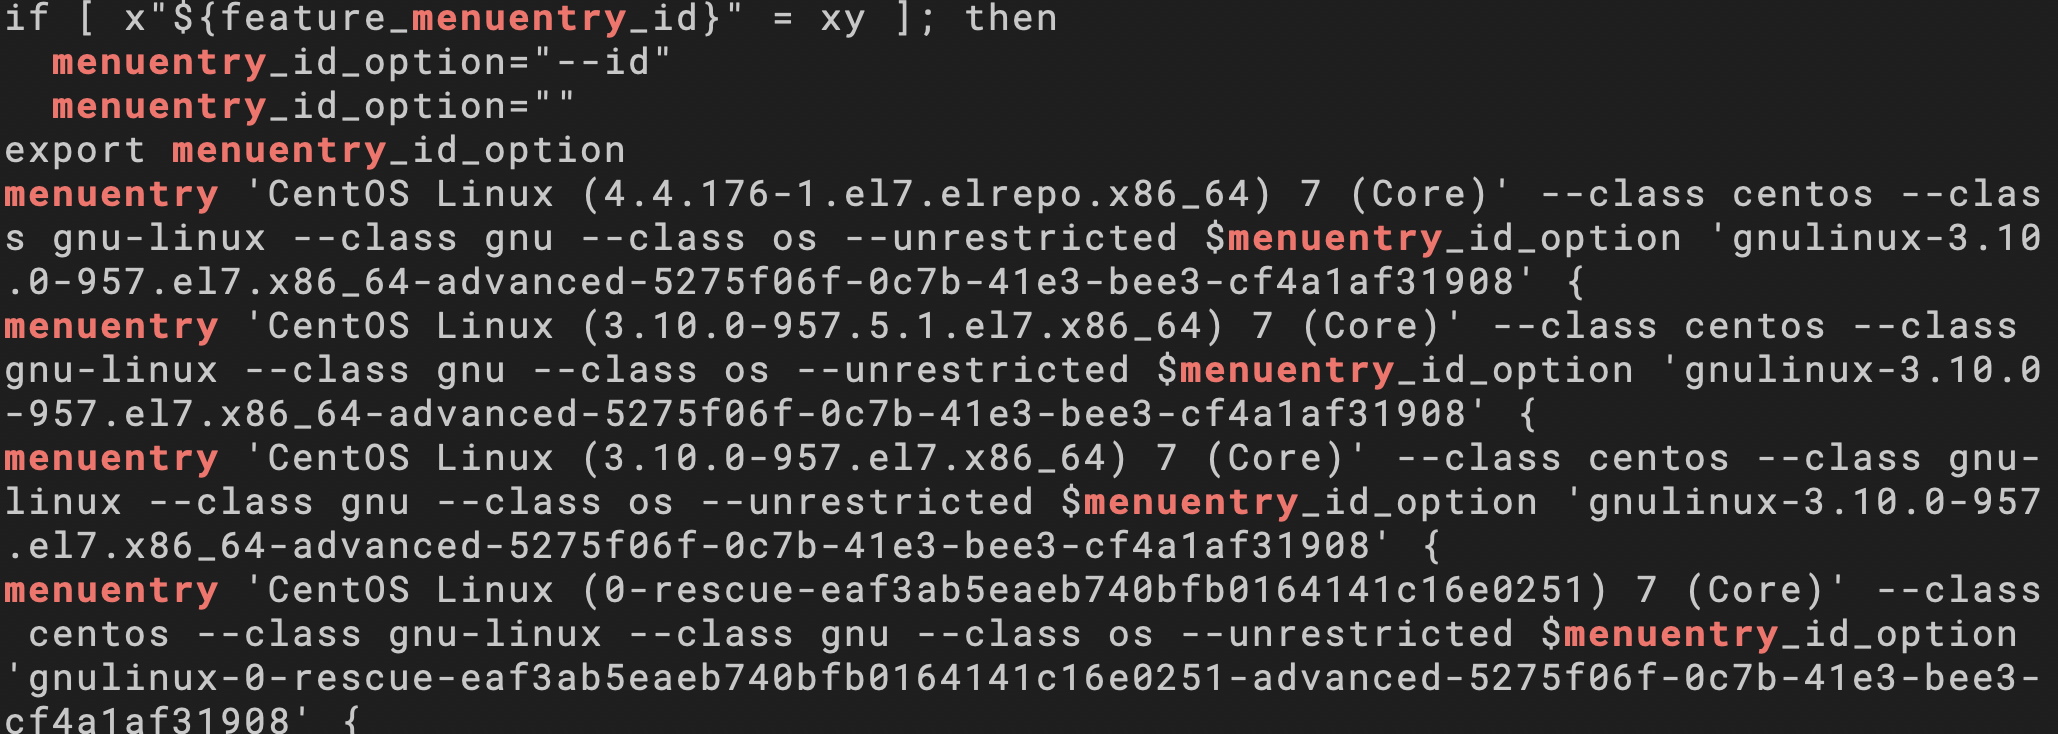 if [ x"${feature_menuentry_id}" = xy ]; then
  menuentry_id_option="--id"
  menuentry_id_option=""
export menuentry_id_option
menuentry 'CentOS Linux (4.4.176-1.el7.elrepo.x86_64) 7 (Core)' --class centos --clas
s gnu-linux --class gnu --class os --unrestricted $menuentry_id_option 'gnulinux-3.10
.0-957.el7.x86_64-advanced-5275f06f-0c7b-41e3-bee3-cf4a1af31908' {
menuentry 'CentOS Linux (3.10.0-957.5.1.el7.x86_64) 7 (Core)' --class centos --class
gnu-linux --class gnu --class os --unrestricted $menuentry_id_option 'gnulinux-3.10.0
-957.el7.x86_64-advanced-5275f06f-0c7b-41e3-bee3-cf4a1af31908' {
menuentry 'CentOS Linux (3.10.0-957.el7.x86_64) 7 (Core)' --class centos --class gnu-
linux --class gnu --class os --unrestricted $menuentry_id_option 'gnulinux-3.10.0-957
.el7.x86_64-advanced-5275f06f-0c7b-41e3-bee3-cf4a1af31908' {
menuentry 'CentOS Linux (0-rescue-eaf3ab5eaeb740bfb0164141c16e0251) 7 (Core)' --class
 centos --class gnu-linux --class gnu --class os --unrestricted $menuentry_id_option
'gnulinux-0-rescue-eaf3ab5eaeb740bfb0164141c16e0251-advanced-5275f06f-0c7b-41e3-bee3-
cf4a1af31908' {